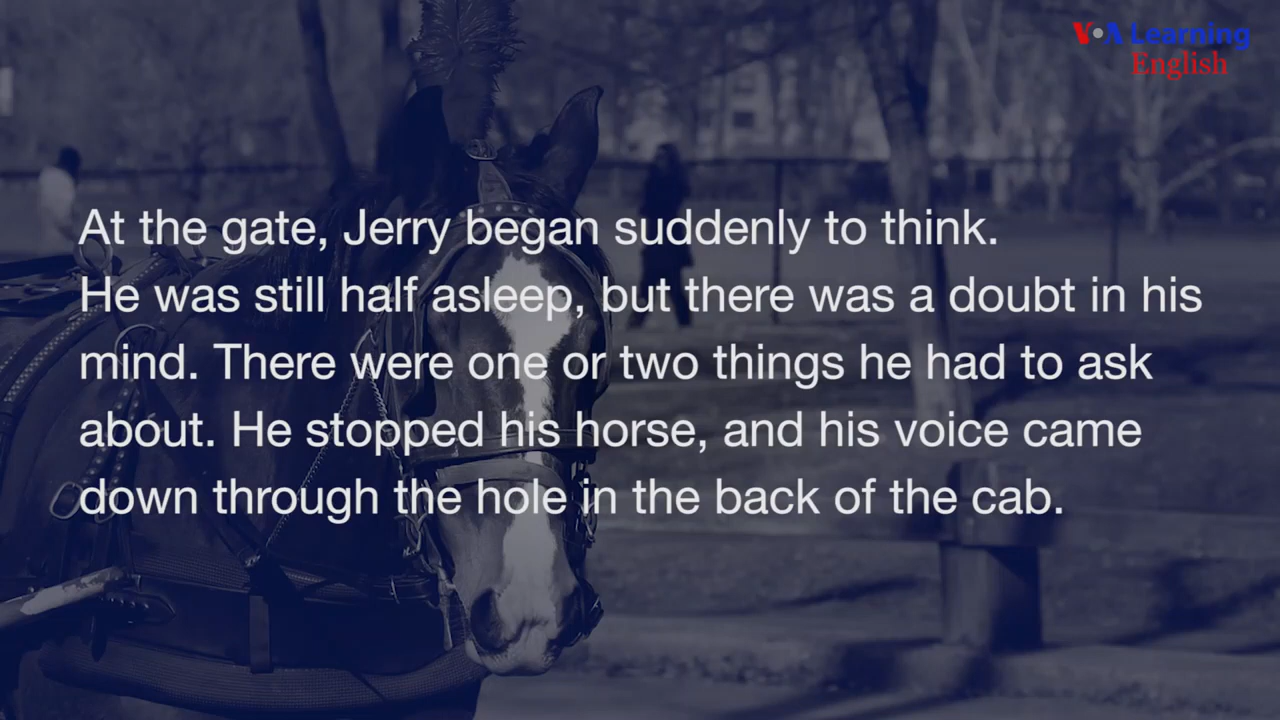 VOA Learning
English
At the gate, Jerry began suddenly to think.
He was still half asleep, but there was a doubt in his
mind. There were one or two things he had to ask
about. He stopped his horse, and his voice came
down through the hole in the back of the cab.